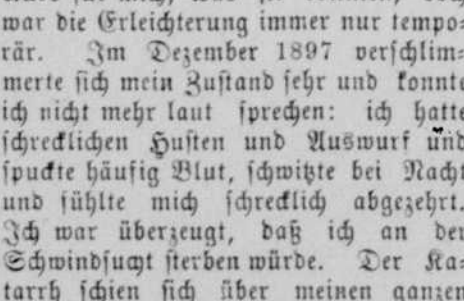 war die Erleichterung immer nur tempo-
rär. Im Dezember 1897 verschlim-
merte sich mein Zustand sehr und konnte
ich nicht mehr laut sprechen: ich hatte
schrecklichen Husten und Auswurf und
spuckte häufig Blut, schwitzte bei Nacht
und fühlte mich schrecklich abgezehrt.
Ich war überzeugt, daß ich an der
Schwindsucht sterben würde. Der Ka-
tarrh schien sich über meinen ganzen